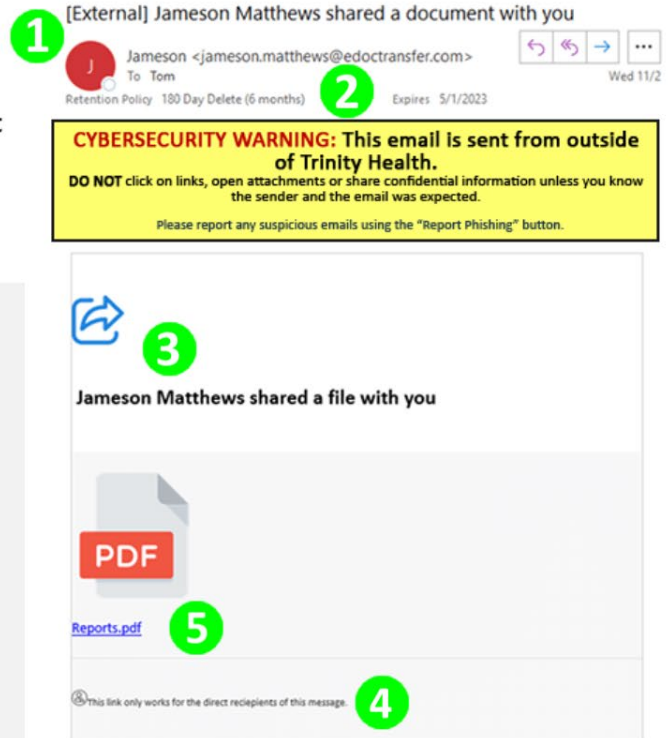 [External] Jameson Matthews shared a document with you
1
J
Jameson <jameson.matthews@edoctransfer.com>
To Tom
Wed 11/2
Retention Policy 180 Day Delete (6 months)
2
Expires 5/1/2023
CYBERSECURITY WARNING: This email is sent from outside
of Trinity Health.
DO NOT click on links, open attachments or share confidential information unless you know
the sender and the email was expected.
Please report any suspicious emails using the “Report Phishing” button.
3
Jameson Matthews shared a file with you
PDF
Reports.pdf
5
This link only works for the direct reciepients of this message.
4